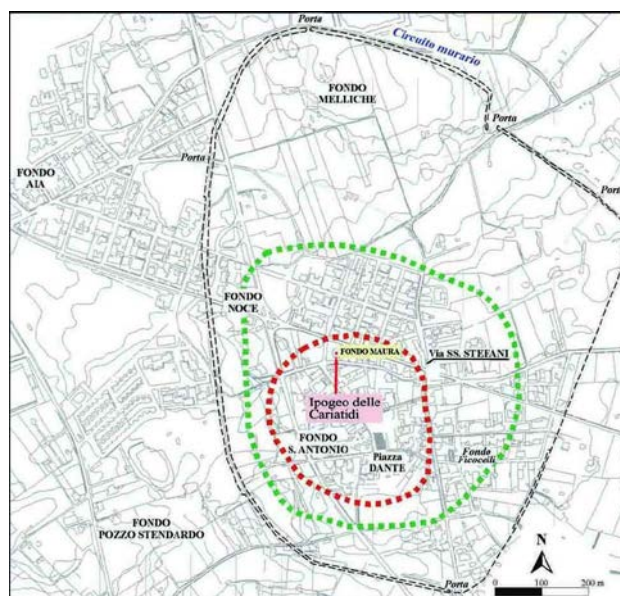 Porta
Circuito murario
FONDO
MELLICHE
Porta
Porta
FONDO
AIA
Porta
FONDO
NOCE
FONDO MAURA
Via SS. STEFANI
Ipogeo delle
Cariatidi
FONDO
S. ANTONIO
Piazza
DANTE
Fondo
FONDO
POZZO STENDARDO
N
Porta
0 100 200 m